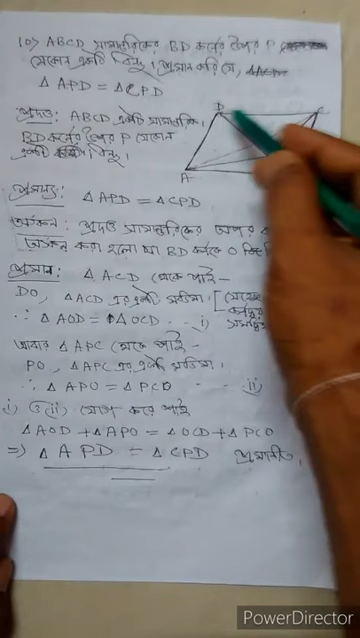 10> ABCD সামান্তরিকের BD কর্ণের উপর P
যেকোন একটি বিন্দু। প্রমান করি যে,
Δ APD = Δ CPD
প্রদত্ত: ABCD একটি সামান্তরিক।
BD কর্ণের উপর P যেকোন
একটি বিন্দু।
D
A
প্রামান্য: Δ APD = Δ CPD
অঙ্কন: প্রদত্ত সামান্তরিকের অপর
অঙ্কন করা হলো যা BD কর্ণকে O
প্রমান: Δ ACD থেকে পাই -
DO, Δ ACD এর একটি মধ্যমা। [যেহেতু
∴ Δ AOD = Δ OCD - - i)
আবার Δ APC থেকে পাই -
PO, Δ APC এর একটি মধ্যমা।
∴ Δ APO = Δ PCO - - ii)
i) ও ii) যোগ করে পাই
Δ AOD + Δ APO = Δ OCD + Δ PCO
=> Δ APD = Δ CPD প্রমানীত।
PowerDirector